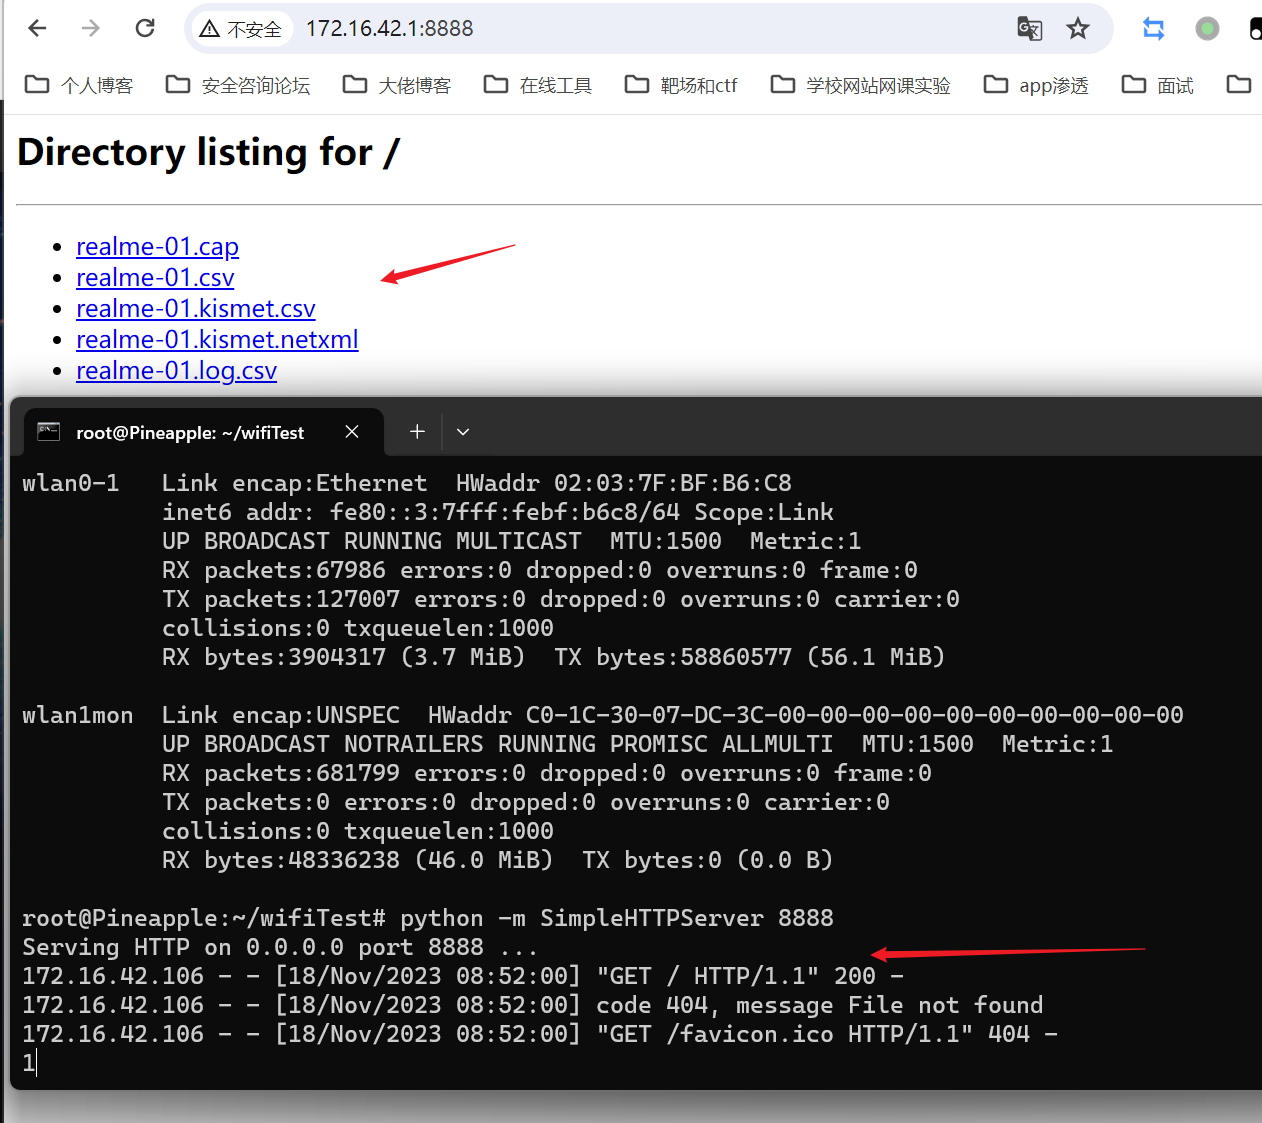 不安全 172.16.42.1:8888
个人博客 安全咨询论坛 大佬博客 在线工具 靶场和ctf 学校网站网课实验 app渗透 面试
Directory listing for /
realme-01.cap
realme-01.csv
realme-01.kismet.csv
realme-01.kismet.netxml
realme-01.log.csv
root@Pineapple: ~/wifiTest
wlan0-1 Link encap:Ethernet HWaddr 02:03:7F:BF:B6:C8
inet6 addr: fe80::3:7fff:febf:b6c8/64 Scope:Link
UP BROADCAST RUNNING MULTICAST MTU:1500 Metric:1
RX packets:67986 errors:0 dropped:0 overruns:0 frame:0
TX packets:127007 errors:0 dropped:0 overruns:0 carrier:0
collisions:0 txqueuelen:1000
RX bytes:3904317 (3.7 MiB) TX bytes:58860577 (56.1 MiB)
wlan1mon Link encap:UNSPEC HWaddr C0-1C-30-07-DC-3C-00-00-00-00-00-00-00-00-00-00
UP BROADCAST NOTRAILERS RUNNING PROMISC ALLMULTI MTU:1500 Metric:1
RX packets:681799 errors:0 dropped:0 overruns:0 frame:0
TX packets:0 errors:0 dropped:0 overruns:0 carrier:0
collisions:0 txqueuelen:1000
RX bytes:48336238 (46.0 MiB) TX bytes:0 (0.0 B)
root@Pineapple:~/wifiTest# python -m SimpleHTTPServer 8888
Serving HTTP on 0.0.0.0 port 8888 ...
172.16.42.106 - - [18/Nov/2023 08:52:00] "GET / HTTP/1.1" 200 -
172.16.42.106 - - [18/Nov/2023 08:52:00] code 404, message File not found
172.16.42.106 - - [18/Nov/2023 08:52:00] "GET /favicon.ico HTTP/1.1" 404 -
1